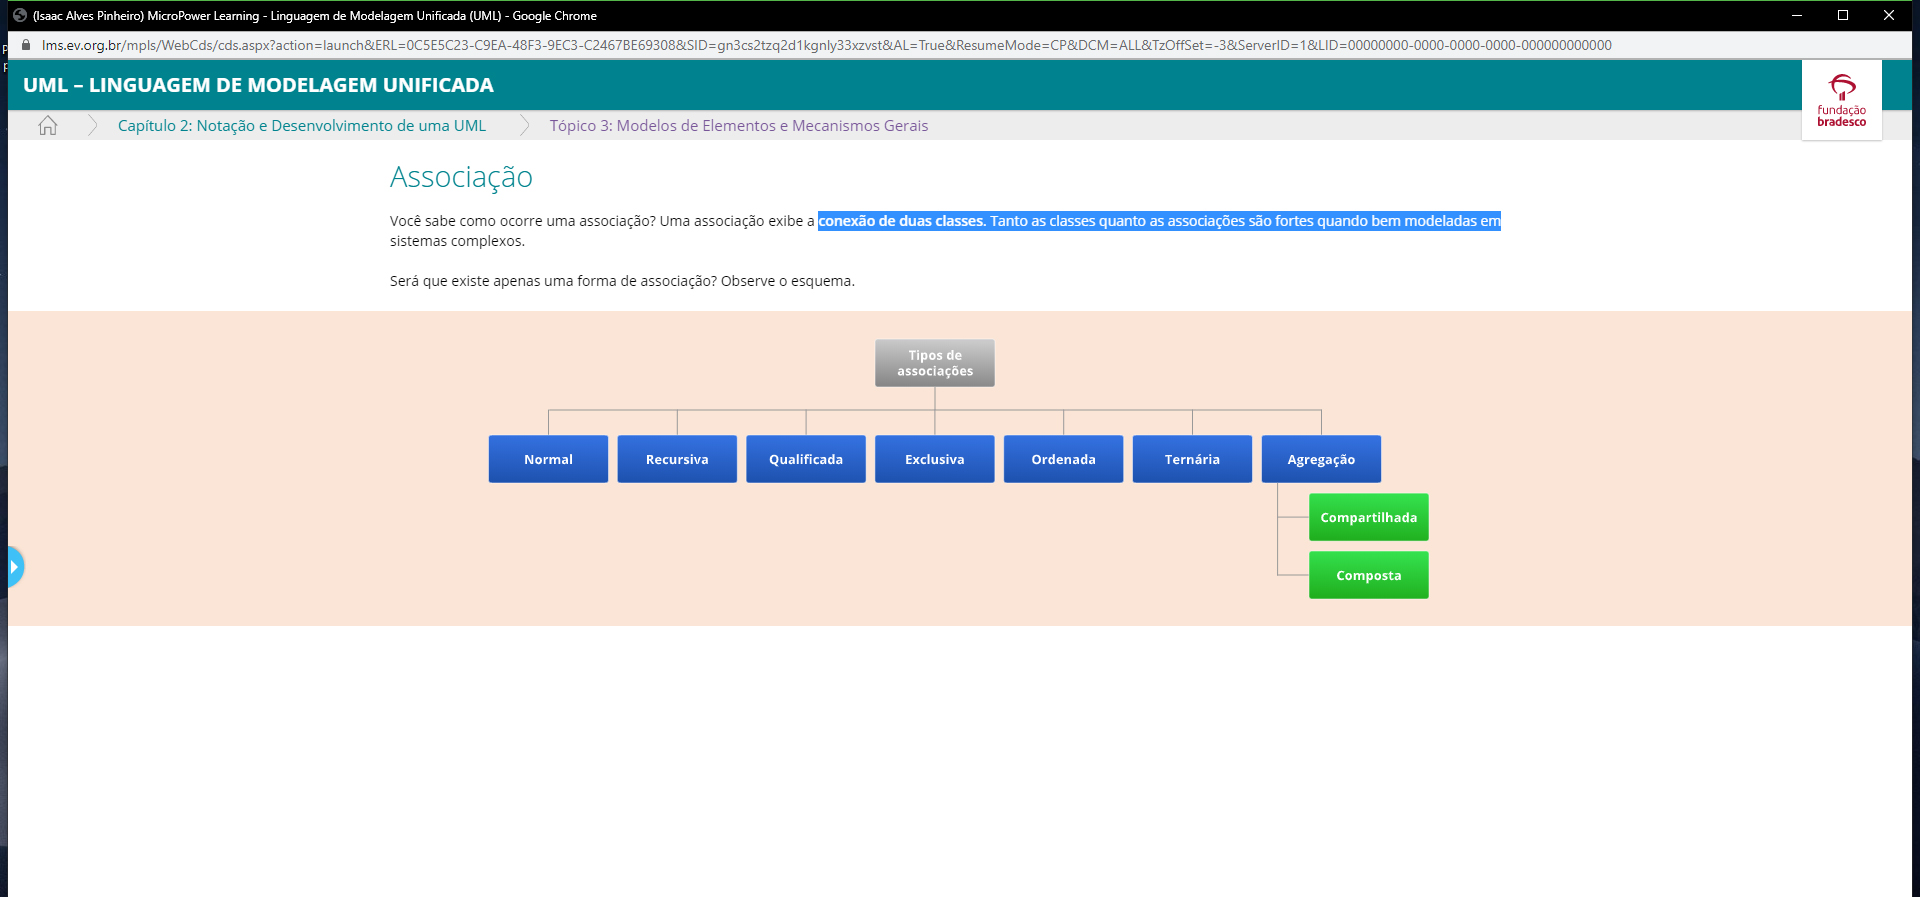 (Isaac Alves Pinheiro) MicroPower Learning - Linguagem de Modelagem Unificada (UML) - Google Chrome
lms.ev.org.br/mpls/WebCds/cds.aspx?action=launch&ERL=0C5E5C23-C9EA-48F3-9EC3-C2467BE69308&SID=gn3cs2tzq2d1kgnly33xzvst&AL=True&ResumeMode=CP&DCM=ALL&TzOffSet=-3&ServerID=1&LID=00000000-0000-0000-0000-000000000000
UML – LINGUAGEM DE MODELAGEM UNIFICADA
fundação
bradesco
Capítulo 2: Notação e Desenvolvimento de uma UML Tópico 3: Modelos de Elementos e Mecanismos Gerais
Associação
Você sabe como ocorre uma associação? Uma associação exibe a conexão de duas classes. Tanto as classes quanto as associações são fortes quando bem modeladas em
sistemas complexos.
Será que existe apenas uma forma de associação? Observe o esquema.
Tipos de
associações
Normal Recursiva Qualificada Exclusiva Ordenada Ternária Agregação
Compartilhada
Composta